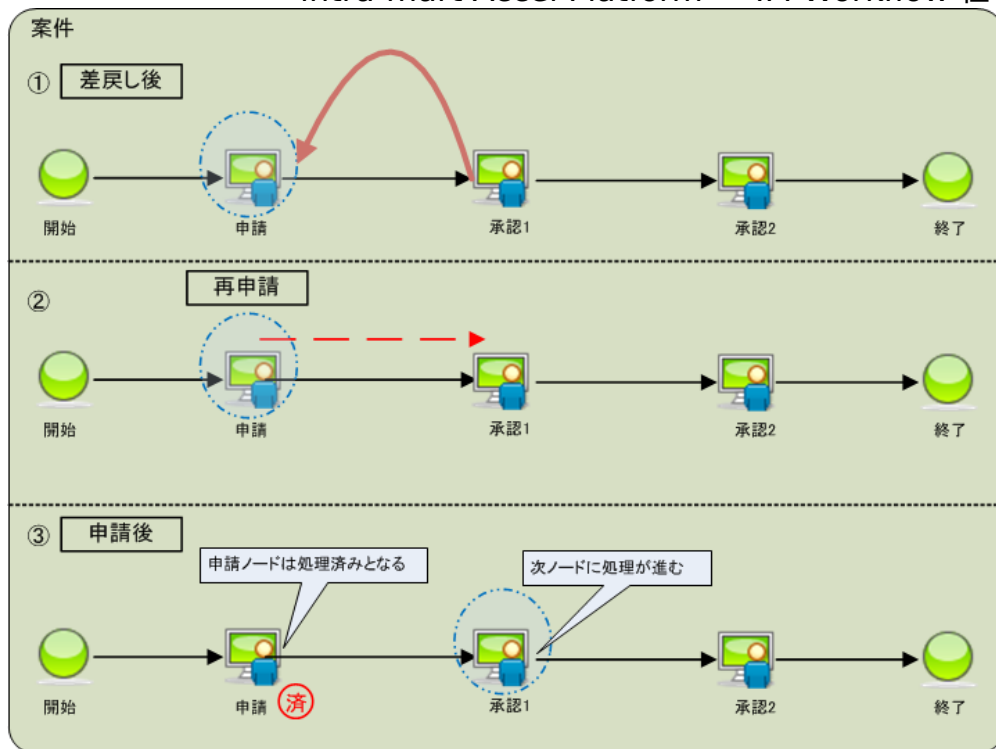 案件
① 差戻し後
開始 申請 承認1 承認2 終了
② 再申請
開始 申請 承認1 承認2 終了
③ 申請後
申請ノードは処理済みとなる 次ノードに処理が進む
開始 申請 済 承認1 承認2 終了